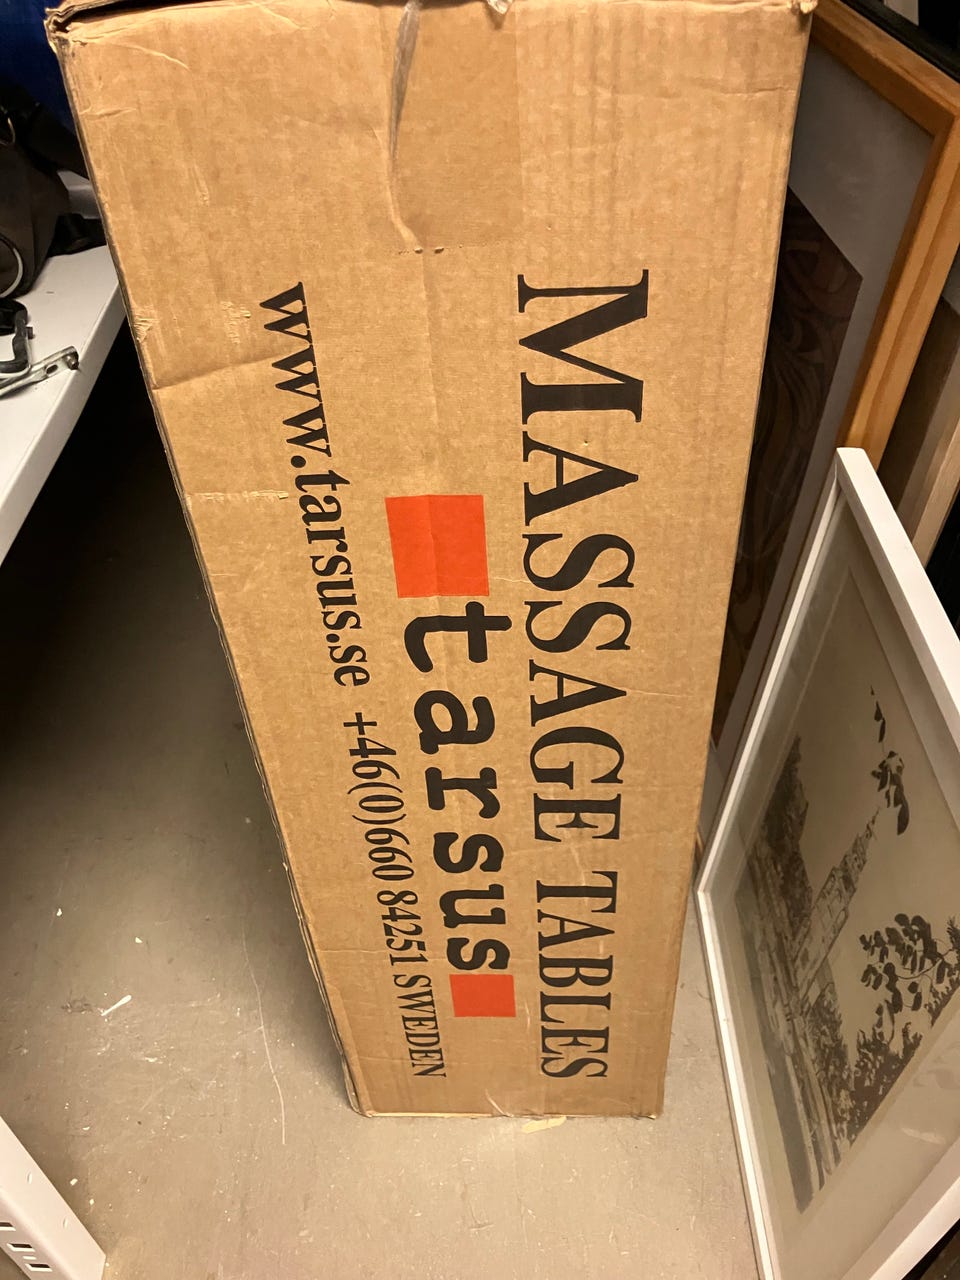 MASSAGE TABLES
tarsus
www.tarsus.se +46(0)660 84251 SWEDEN